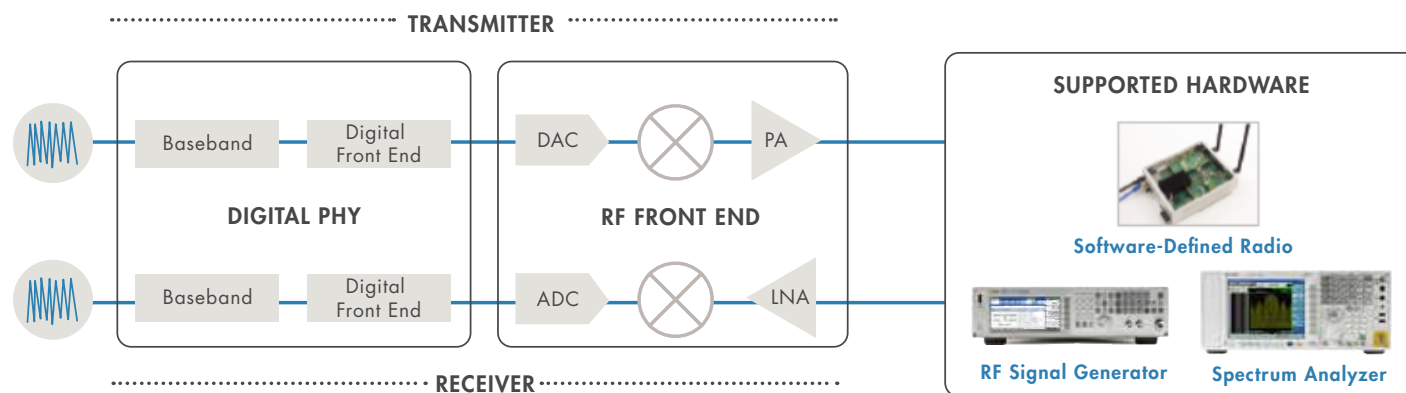 TRANSMITTER
SUPPORTED HARDWARE
Baseband
Digital
Front End
DAC
PA
DIGITAL PHY
RF FRONT END
Software-Defined Radio
Baseband
Digital
Front End
ADC
LNA
RF Signal Generator
Spectrum Analyzer
RECEIVER